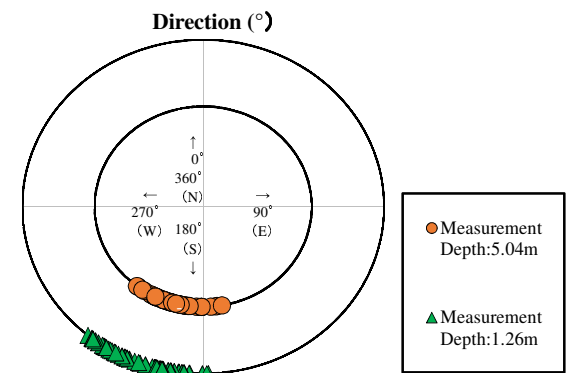 Direction (°)
↑
0°
360°
(N)
←
→
270°
90°
(W)
180°
(E)
(S)
↓
Measurement
Depth:5.04m
Measurement
Depth:1.26m